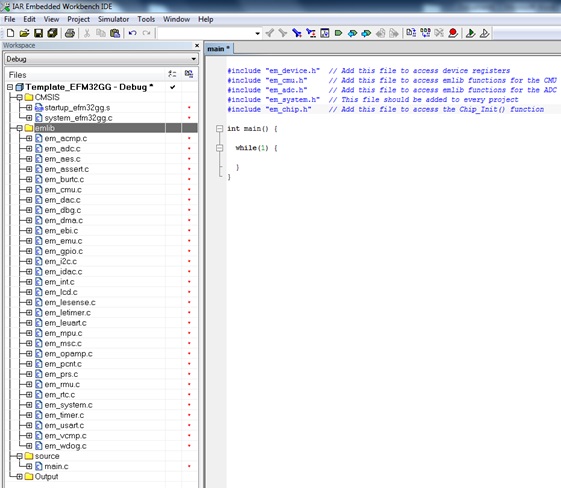 IAR Embedded Workbench IDE
File Edit View Project Simulator Tools Window Help
Workspace
Debug
Files
Template_EFM32GG - Debug *
CMSIS
startup_efm32gg.s
system_efm32gg.c
emlib
em_acmp.c
em_adc.c
em_aes.c
em_assert.c
em_burtc.c
em_cmu.c
em_dac.c
em_dbg.c
em_dma.c
em_ebi.c
em_emu.c
em_gpio.c
em_i2c.c
em_idac.c
em_int.c
em_lcd.c
em_lesense.c
em_letimer.c
em_leuart.c
em_mpu.c
em_msc.c
em_opamp.c
em_pcnt.c
em_prs.c
em_rmu.c
em_rtc.c
em_system.c
em_timer.c
em_usart.c
em_vcmp.c
em_wdog.c
source
main.c
Output
main *
#include "em_device.h" // Add this file to access device registers
#include "em_cmu.h" // Add this file to access emlib functions for the CMU
#include "em_adc.h" // Add this file to access emlib functions for the ADC
#include "em_system.h" // This file should be added to every project
#include "em_chip.h" // Add this file to access the Chip_Init() function
int main() {
while(1) {
}
}